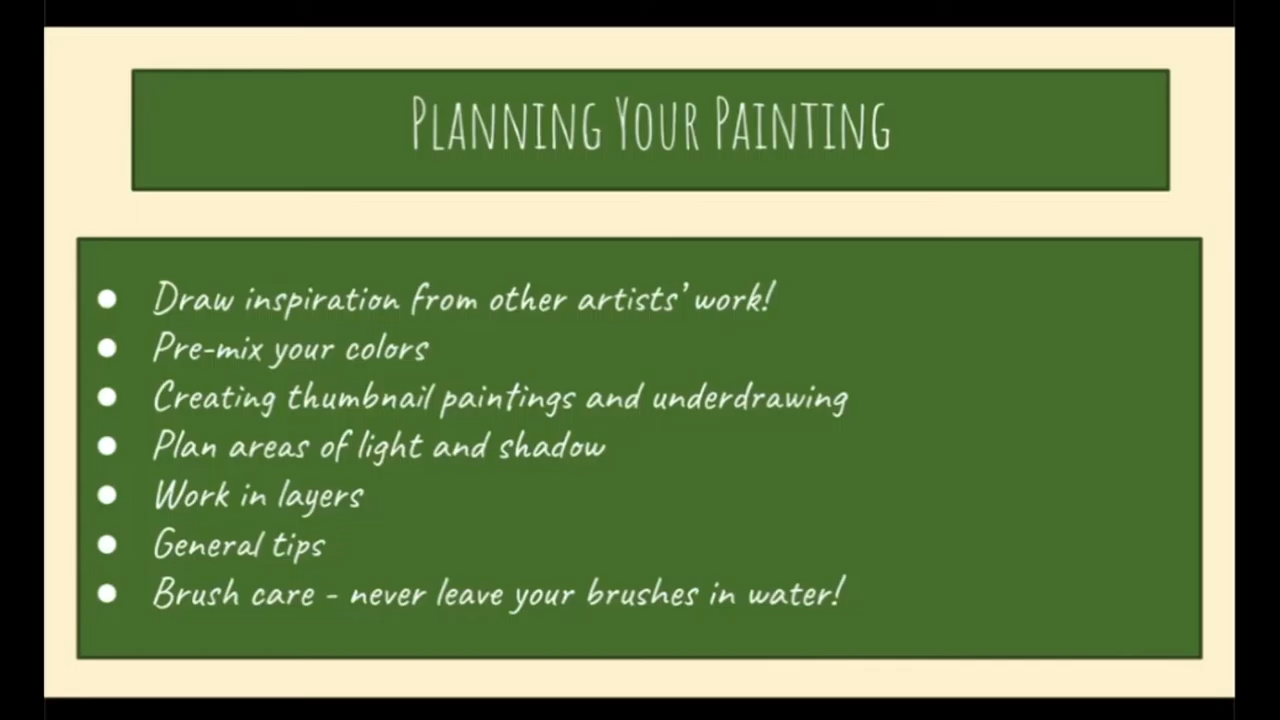 Planning Your Painting
● Draw inspiration from other artists' work!
● Pre-mix your colors
● Creating thumbnail paintings and underdrawing
● Plan areas of light and shadow
● Work in layers
● General tips
● Brush care - never leave your brushes in water!